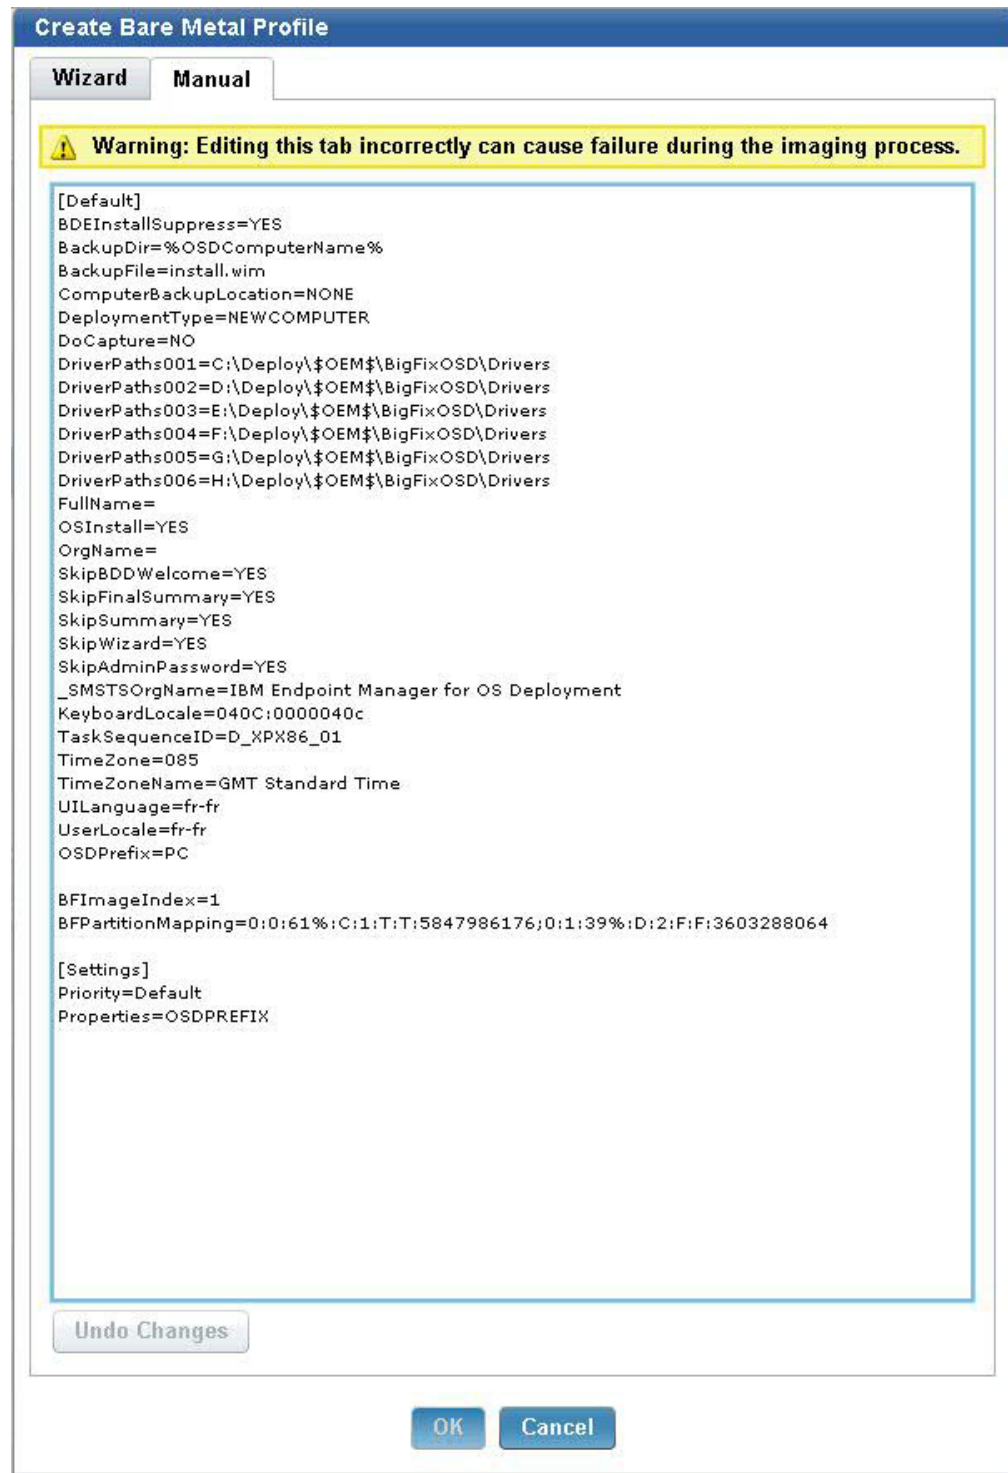 Create Bare Metal Profile
Wizard
Manual
Warning: Editing this tab incorrectly can cause failure during the imaging process.
[Default]
BDEInstallSuppress=YES
BackupDir=%OSDComputerName%
BackupFile=install.wim
ComputerBackupLocation=NONE
DeploymentType=NEWCOMPUTER
DoCapture=NO
DriverPaths001=C:\Deploy\$OEM$\BigFixOSD\Drivers
DriverPaths002=D:\Deploy\$OEM$\BigFixOSD\Drivers
DriverPaths003=E:\Deploy\$OEM$\BigFixOSD\Drivers
DriverPaths004=F:\Deploy\$OEM$\BigFixOSD\Drivers
DriverPaths005=G:\Deploy\$OEM$\BigFixOSD\Drivers
DriverPaths006=H:\Deploy\$OEM$\BigFixOSD\Drivers
FullName=
OSInstall=YES
OrgName=
SkipBDDWelcome=YES
SkipFinalSummary=YES
SkipSummary=YES
SkipWizard=YES
SkipAdminPassword=YES
_SMSTSOrgName=IBM Endpoint Manager for OS Deployment
KeyboardLocale=040C:0000040c
TaskSequenceID=D_XPX86_01
TimeZone=085
TimeZoneName=GMT Standard Time
UILanguage=fr-fr
UserLocale=fr-fr
OSDPrefix=PC
BFImageIndex=1
BFPartitionMapping=0:0:61%:C:1:T:T:5847986176;0:1:39%:D:2:F:F:3603288064
[Settings]
Priority=Default
Properties=OSDPREFIX
Undo Changes
OK
Cancel